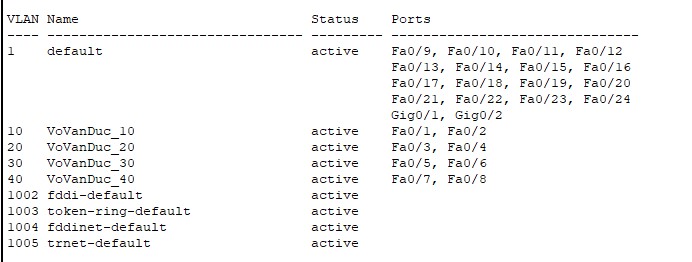 VLAN Name                             Status    Ports
---- -------------------------------- --------- -------------------------------
1    default                          active    Fa0/9, Fa0/10, Fa0/11, Fa0/12
                                                Fa0/13, Fa0/14, Fa0/15, Fa0/16
                                                Fa0/17, Fa0/18, Fa0/19, Fa0/20
                                                Fa0/21, Fa0/22, Fa0/23, Fa0/24
                                                Gig0/1, Gig0/2
10   VoVanDuc_10                      active    Fa0/1, Fa0/2
20   VoVanDuc_20                      active    Fa0/3, Fa0/4
30   VoVanDuc_30                      active    Fa0/5, Fa0/6
40   VoVanDuc_40                      active    Fa0/7, Fa0/8
1002 fddi-default                     active
1003 token-ring-default               active
1004 fddinet-default                  active
1005 trnet-default                    active